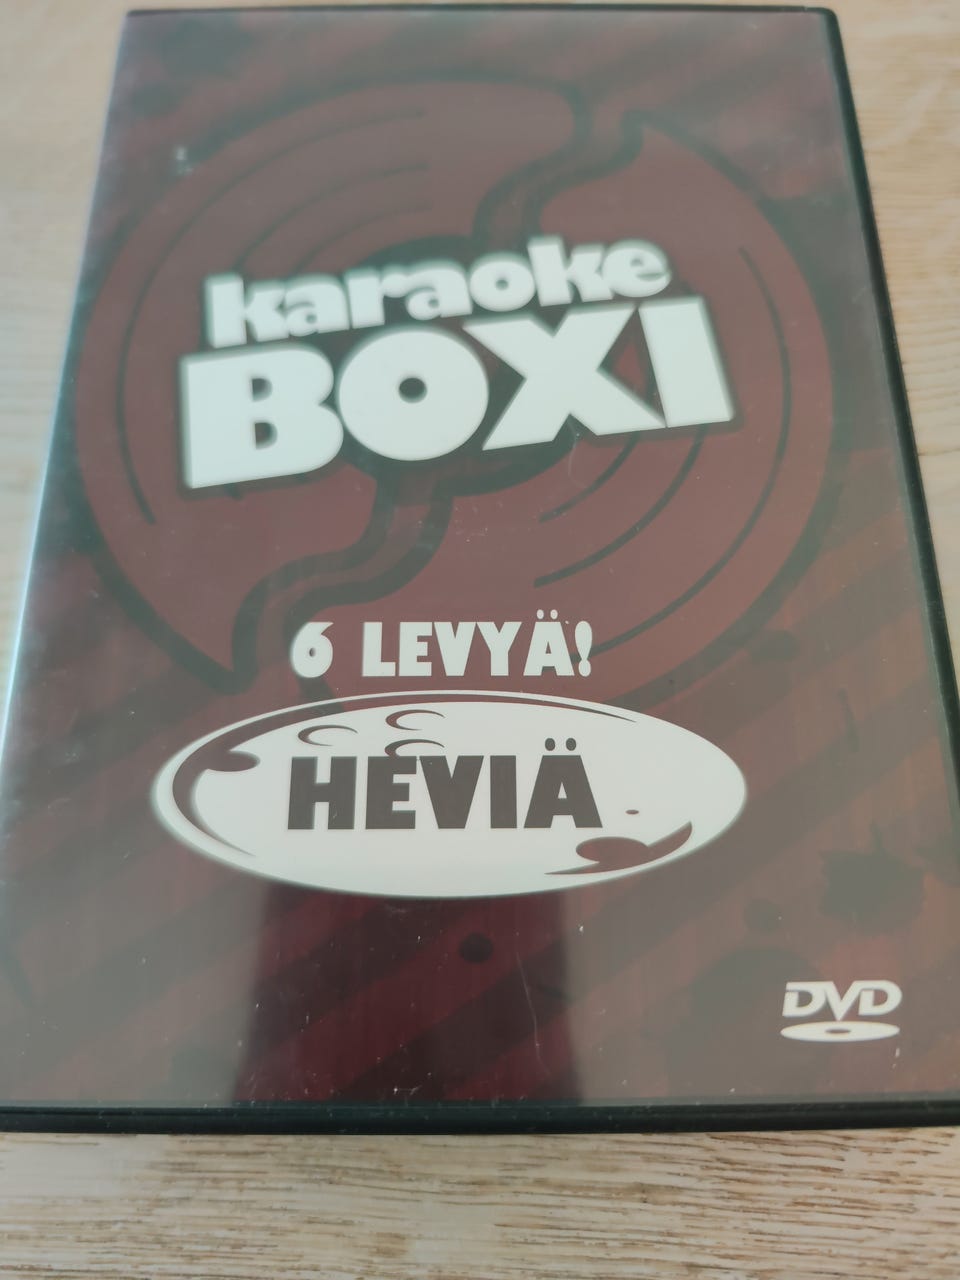 karaoke
BOXI
6 LEVYÄ!
HEVIÄ
DVD